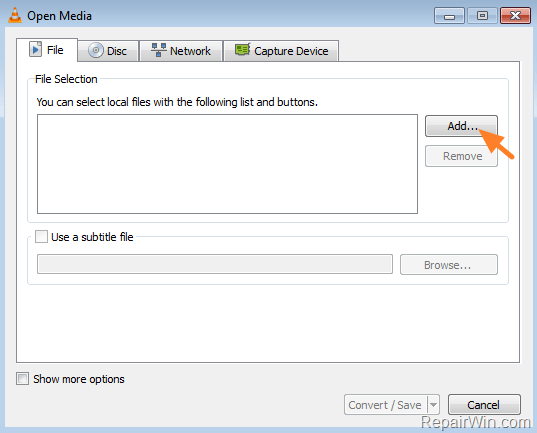 Open Media
File Disc Network Capture Device
File Selection
You can select local files with the following list and buttons.
Add...
Remove
Use a subtitle file
Browse...
Show more options
Convert / Save Cancel
RepairWin.com